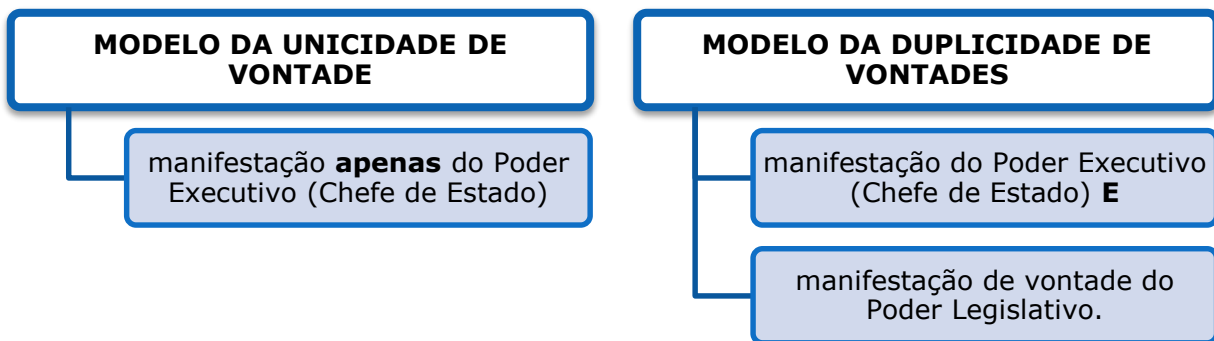 MODELO DA UNICIDADE DE
VONTADE
manifestação apenas do Poder
Executivo (Chefe de Estado)
MODELO DA DUPLICIDADE DE
VONTADES
manifestação do Poder Executivo
(Chefe de Estado) E
manifestação de vontade do
Poder Legislativo.